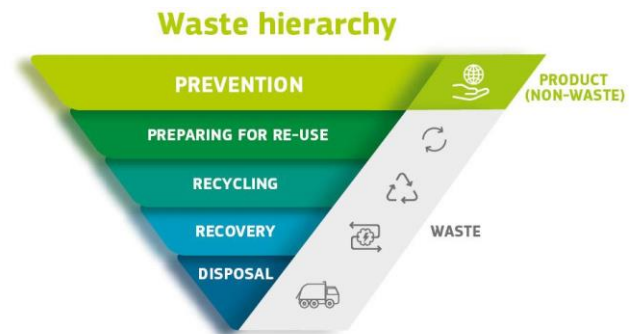 Waste hierarchy
PREVENTION
PRODUCT
(NON-WASTE)
PREPARING FOR RE-USE
RECYCLING
RECOVERY
WASTE
DISPOSAL